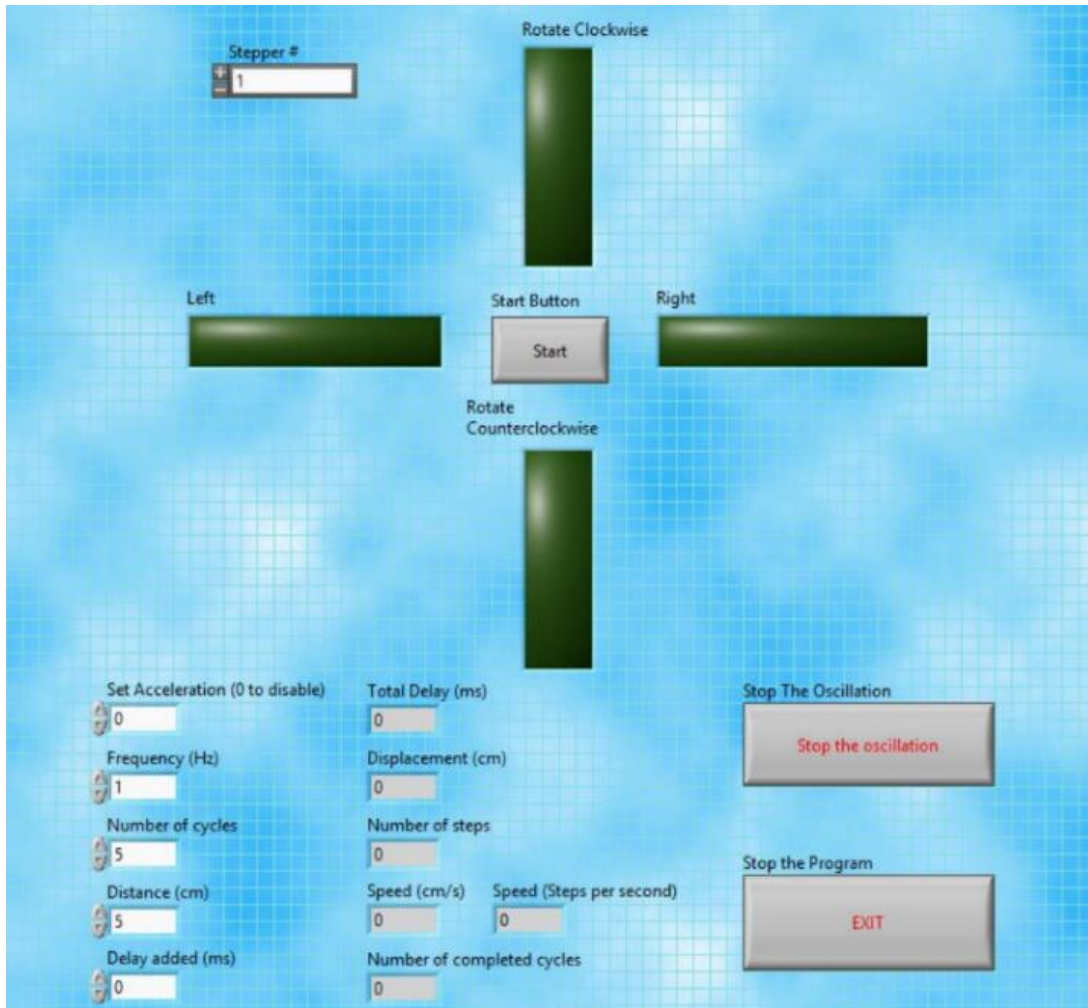 Rotate Clockwise
Stepper #
1
Left
Start Button
Right
Start
Rotate
Counterclockwise
Set Acceleration (0 to disable)
0
Total Delay (ms)
0
Stop The Oscillation
Stop the oscillation
Frequency (Hz)
1
Displacement (cm)
0
Number of cycles
5
Number of steps
0
Stop the Program
EXIT
Distance (cm)
5
Speed (cm/s)
0
Speed (Steps per second)
0
Delay added (ms)
0
Number of completed cycles
0